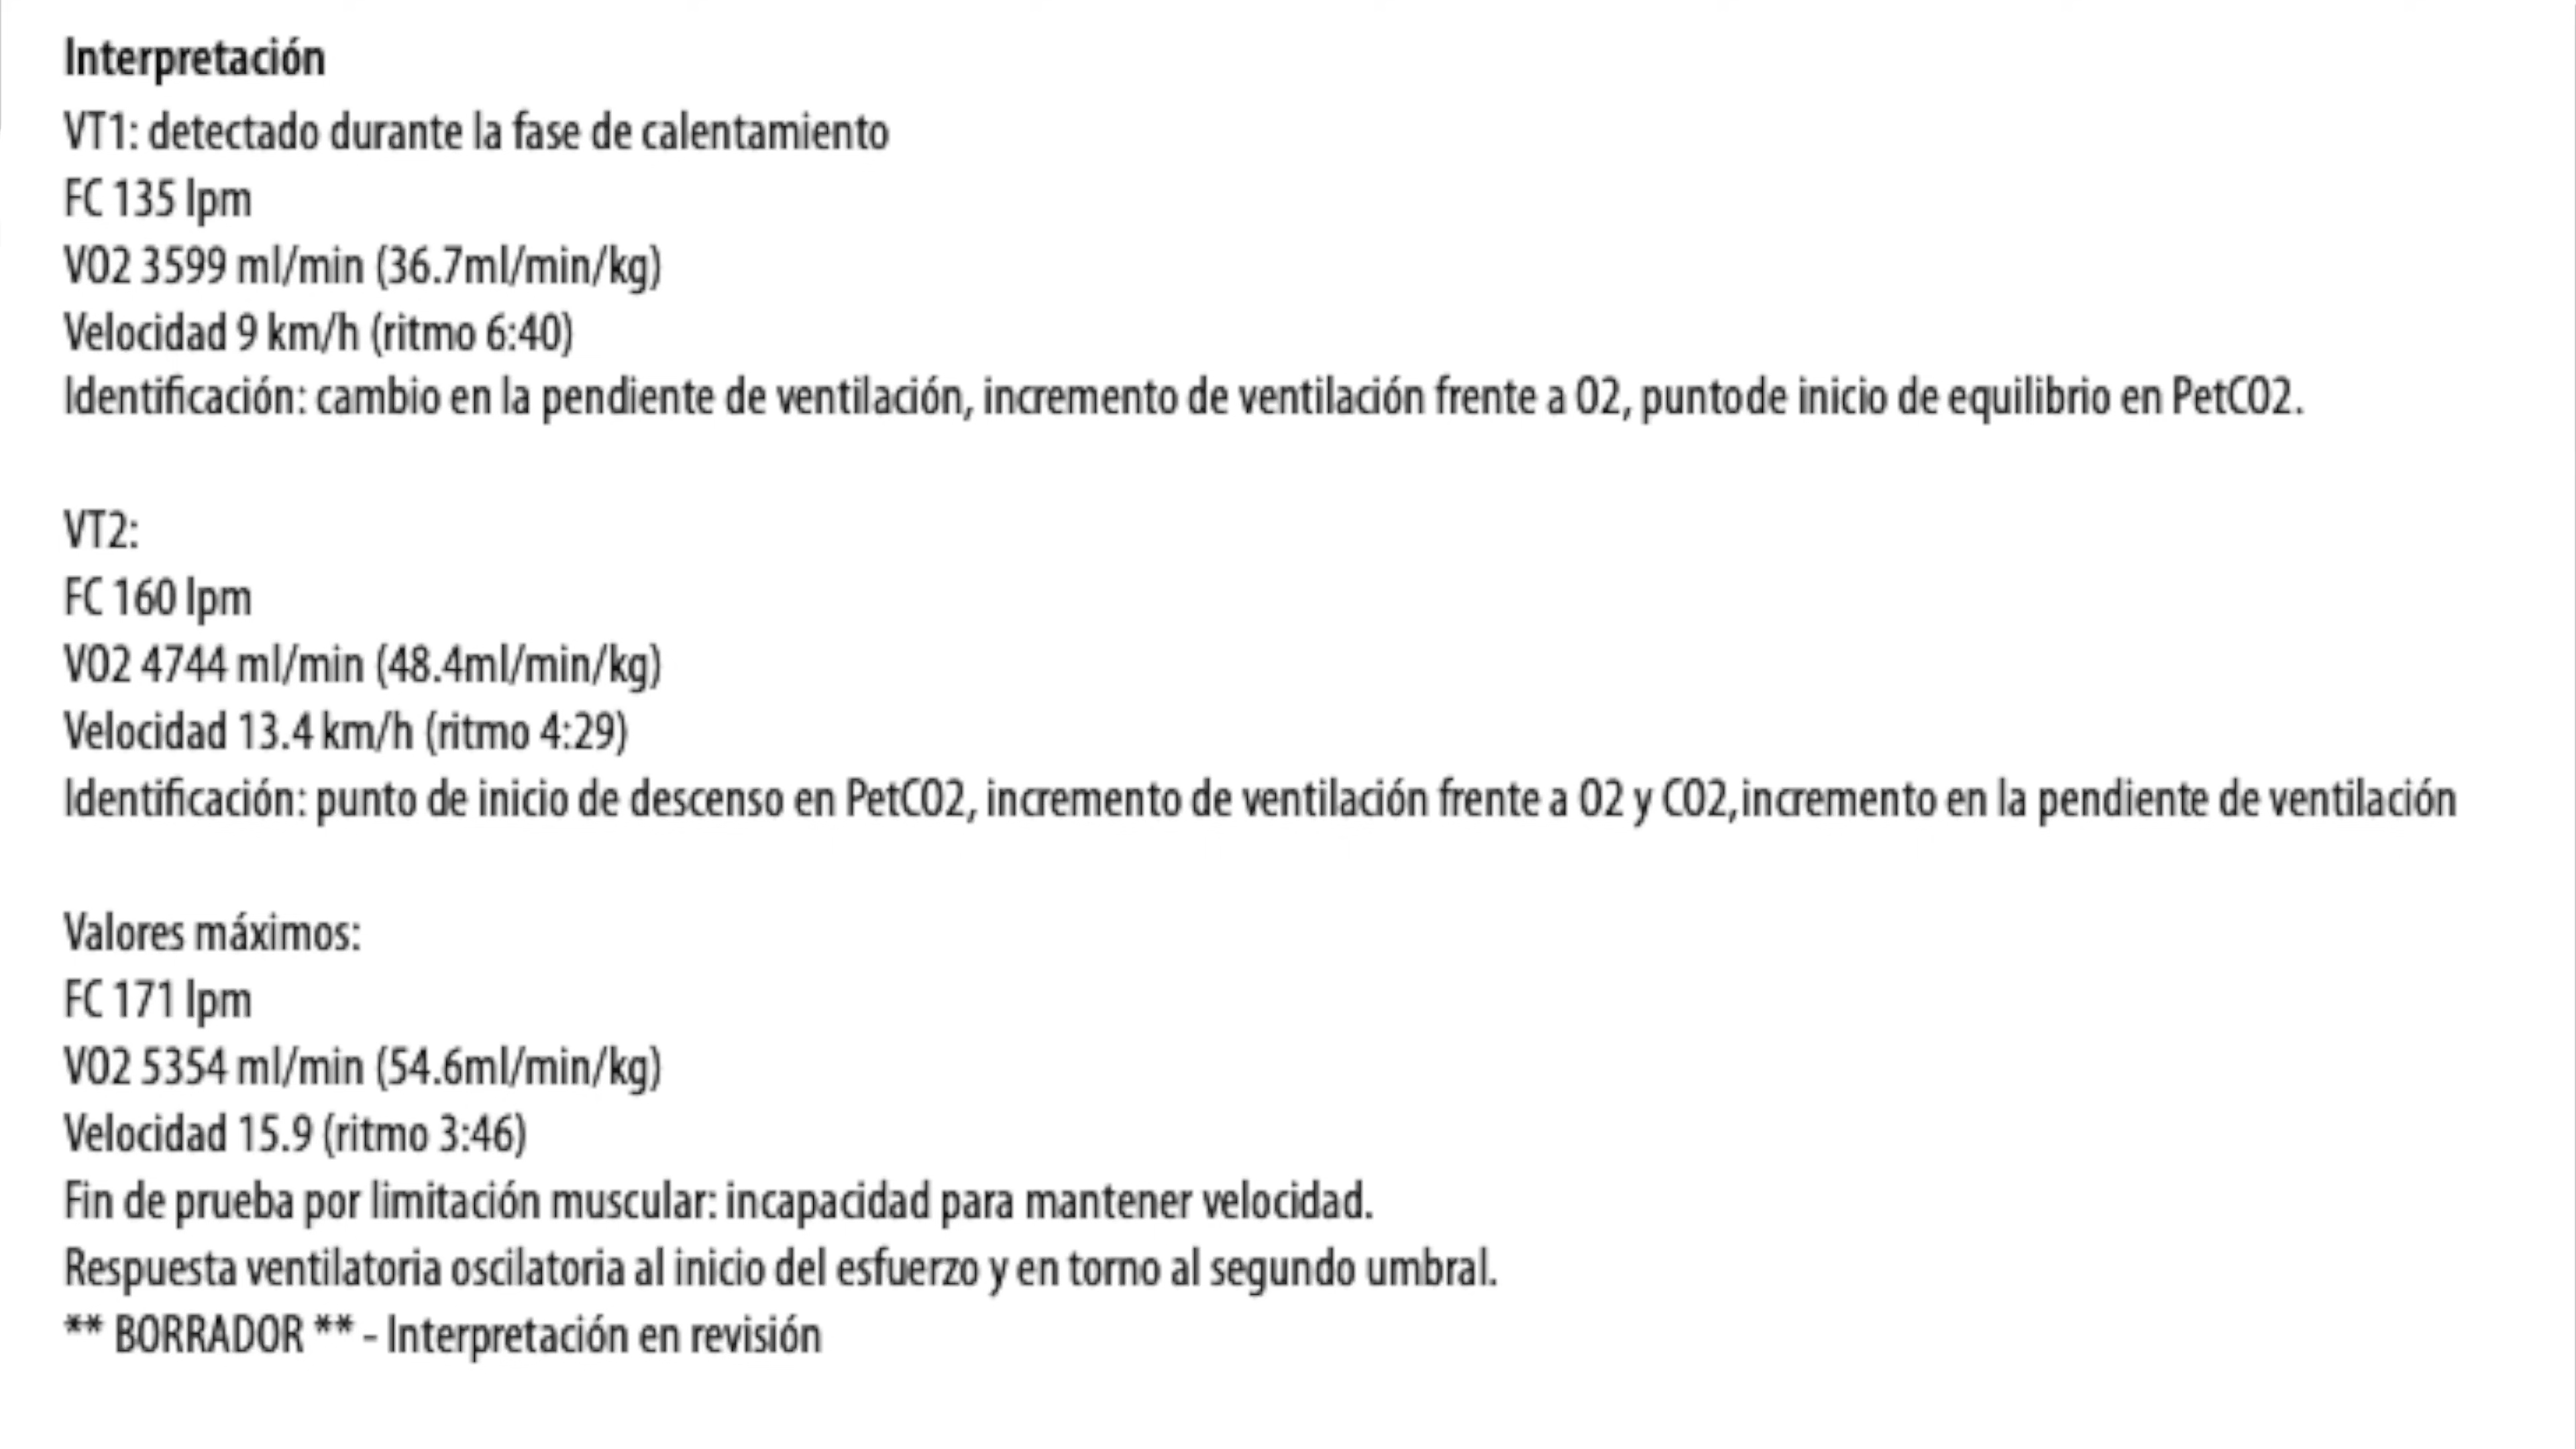 Interpretación
VT1: detectado durante la fase de calentamiento
FC 135 lpm
VO2 3599 ml/min (36.7ml/min/kg)
Velocidad 9 km/h (ritmo 6:40)
Identificación: cambio en la pendiente de ventilación, incremento de ventilación frente a O2, puntode inicio de equilibrio en PetCO2.
VT2:
FC 160 lpm
VO2 4744 ml/min (48.4ml/min/kg)
Velocidad 13.4 km/h (ritmo 4:29)
Identificación: punto de inicio de descenso en PetCO2, incremento de ventilación frente a O2 y CO2,incremento en la pendiente de ventilación
Valores máximos:
FC 171 lpm
VO2 5354 ml/min (54.6ml/min/kg)
Velocidad 15.9 (ritmo 3:46)
Fin de prueba por limitación muscular: incapacidad para mantener velocidad.
Respuesta ventilatoria oscilatoria al inicio del esfuerzo y en torno al segundo umbral.
** BORRADOR ** - Interpretación en revisión